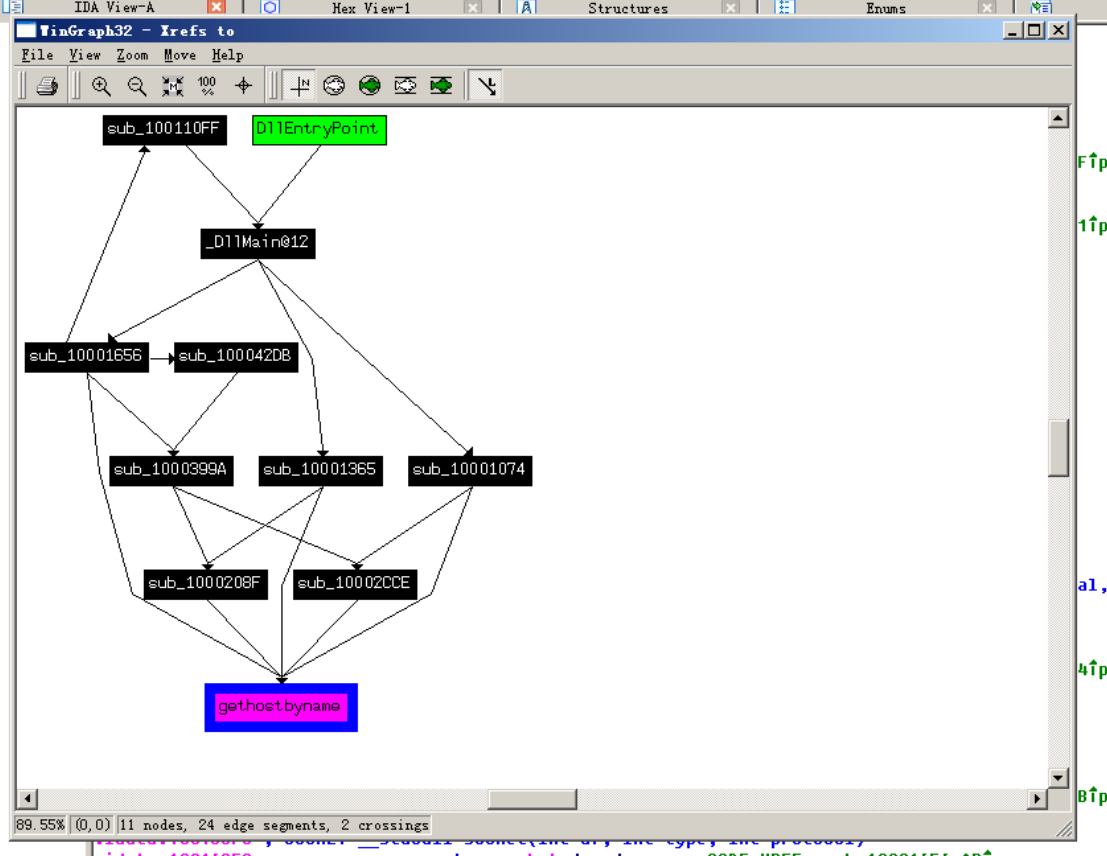 IDA View-A Hex View-1 Structures Enums
WinGraph32 - Xrefs to
File View Zoom Move Help
100
%
N
sub_100110FF DllEntryPoint
_DllMain@12
sub_10001656 sub_100042DB
sub_1000399A sub_10001365 sub_10001074
sub_1000208F sub_10002CCE
gethostbyname
al,
89.55% (0,0) 11 nodes, 24 edge segments, 2 crossings